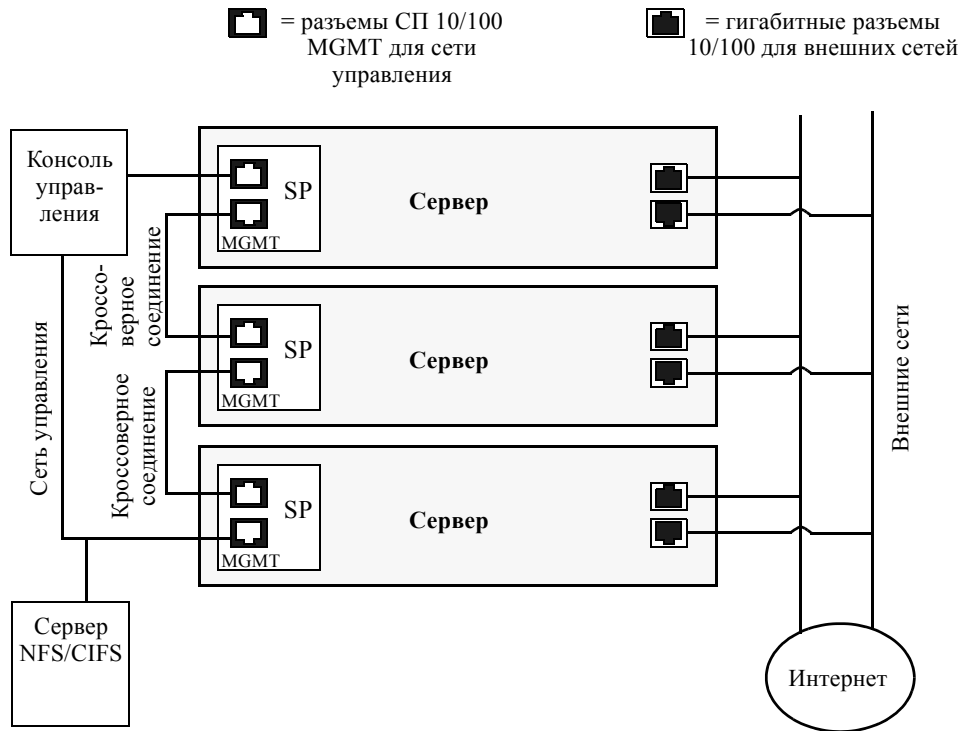 = разъемы СП 10/100
MGMT для сети
управления
= гигабитные разъемы
10/100 для внешних сетей
Консоль
управ-
ления
SP
MGMT
Сервер
Кроссо-
верное
соединение
SP
MGMT
Сервер
Сеть управления
Кроссоверное
соединение
SP
MGMT
Сервер
Внешние сети
Сервер
NFS/CIFS
Интернет